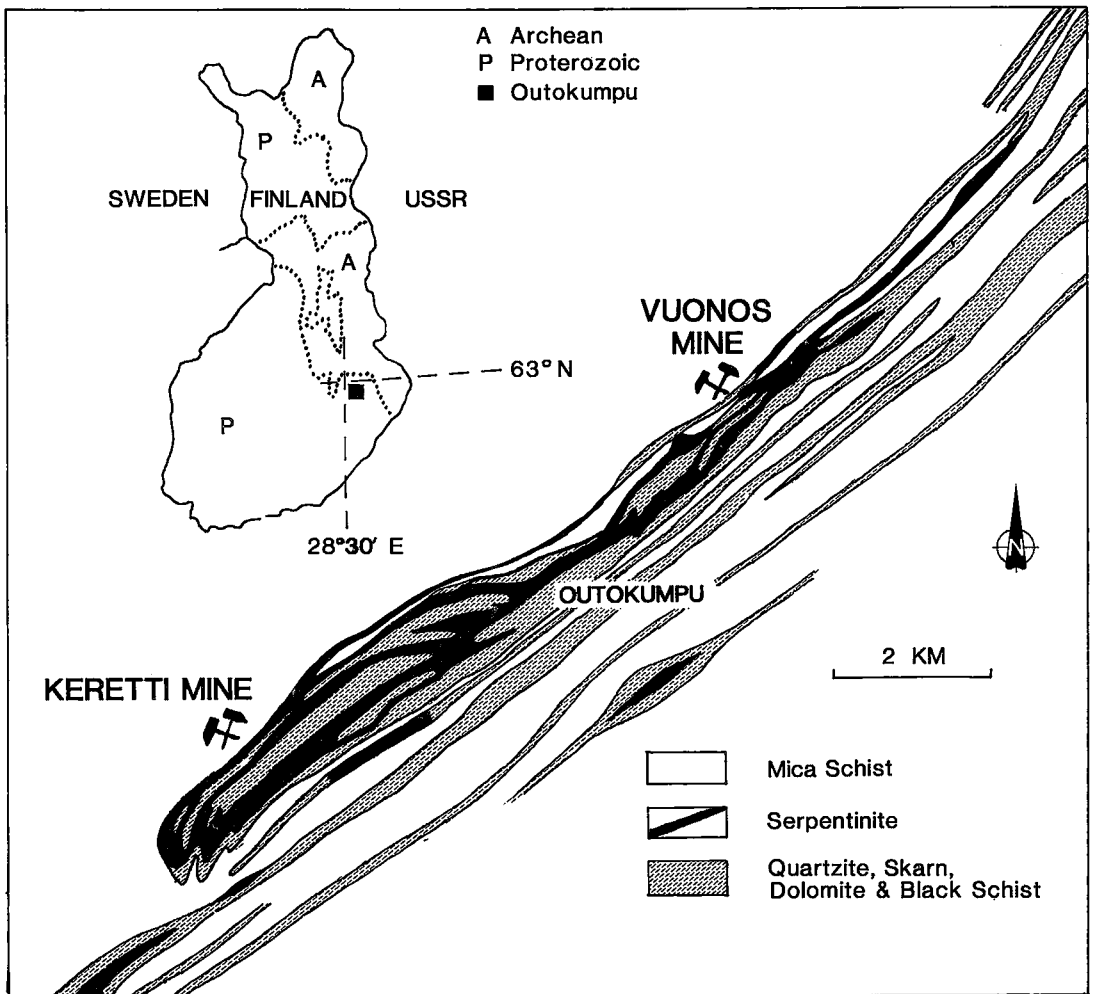 A Archean
P Proterozoic
Outokumpu
A
P
SWEDEN FINLAND USSR
A
63° N
P
28°30' E
VUONOS
MINE
N
OUTOKUMPU
2 KM
KERETTI MINE
Mica Schist
Serpentinite
Quartzite, Skarn,
Dolomite & Black Schist